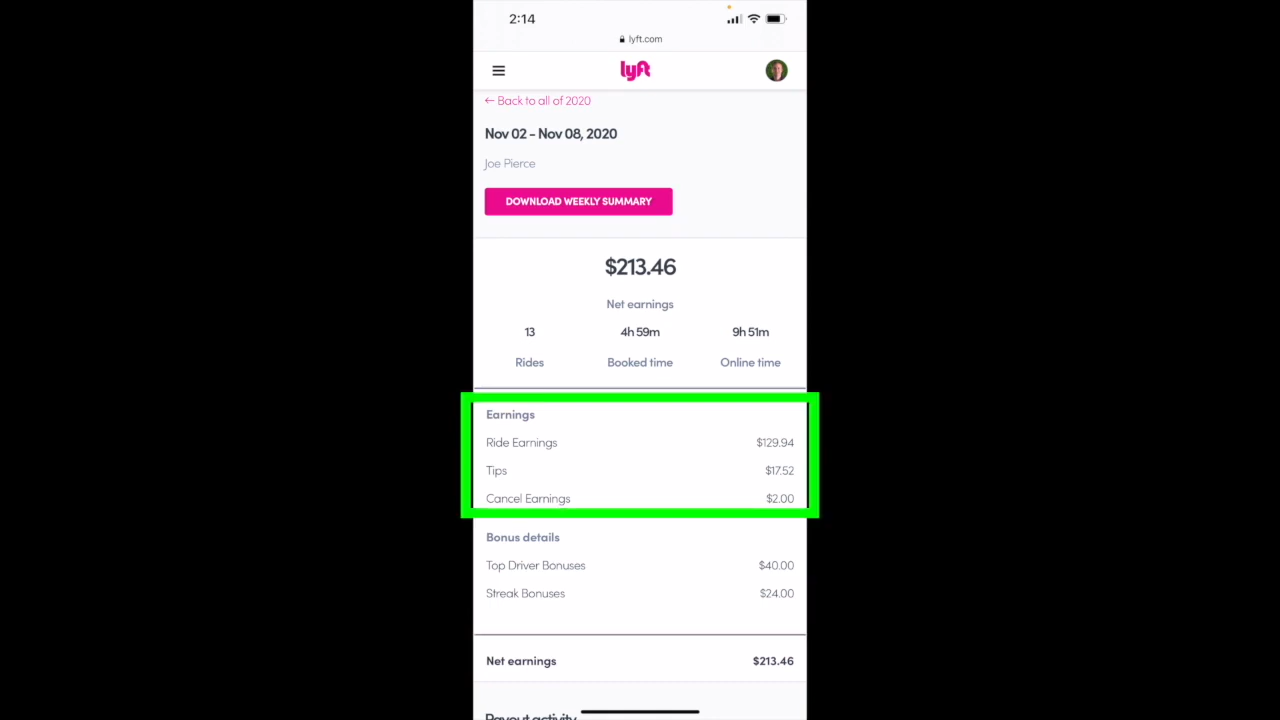 2:14
lyft.com
lyft
← Back to all of 2020
Nov 02 - Nov 08, 2020
Joe Pierce
DOWNLOAD WEEKLY SUMMARY
$213.46
Net earnings
13 4h 59m 9h 51m
Rides Booked time Online time
Earnings
Ride Earnings $129.94
Tips $17.52
Cancel Earnings $2.00
Bonus details
Top Driver Bonuses $40.00
Streak Bonuses $24.00
Net earnings $213.46
Payout activity